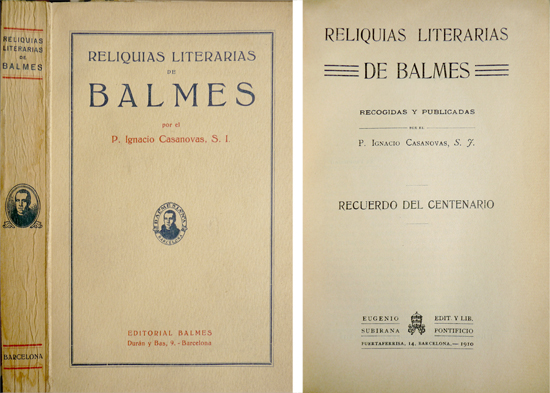 RELIQUIAS
LITERARIAS
DE
BALMES
BARCELONA
RELIQUIAS LITERARIAS
DE
BALMES
por el
P. Ignacio Casanovas, S. I.
BALMESIANA
BARCELONA
EDITORIAL BALMES
Durán y Bas, 9. - Barcelona
RELIQUIAS LITERARIAS
DE BALMES
RECOGIDAS Y PUBLICADAS
POR EL
P. Ignacio Casanovas, S. J.
RECUERDO DEL CENTENARIO
EUGENIO EDIT. Y LIB.
SUBIRANA PONTIFICIO
PUERTAFERRISA, 14, BARCELONA, — 1910